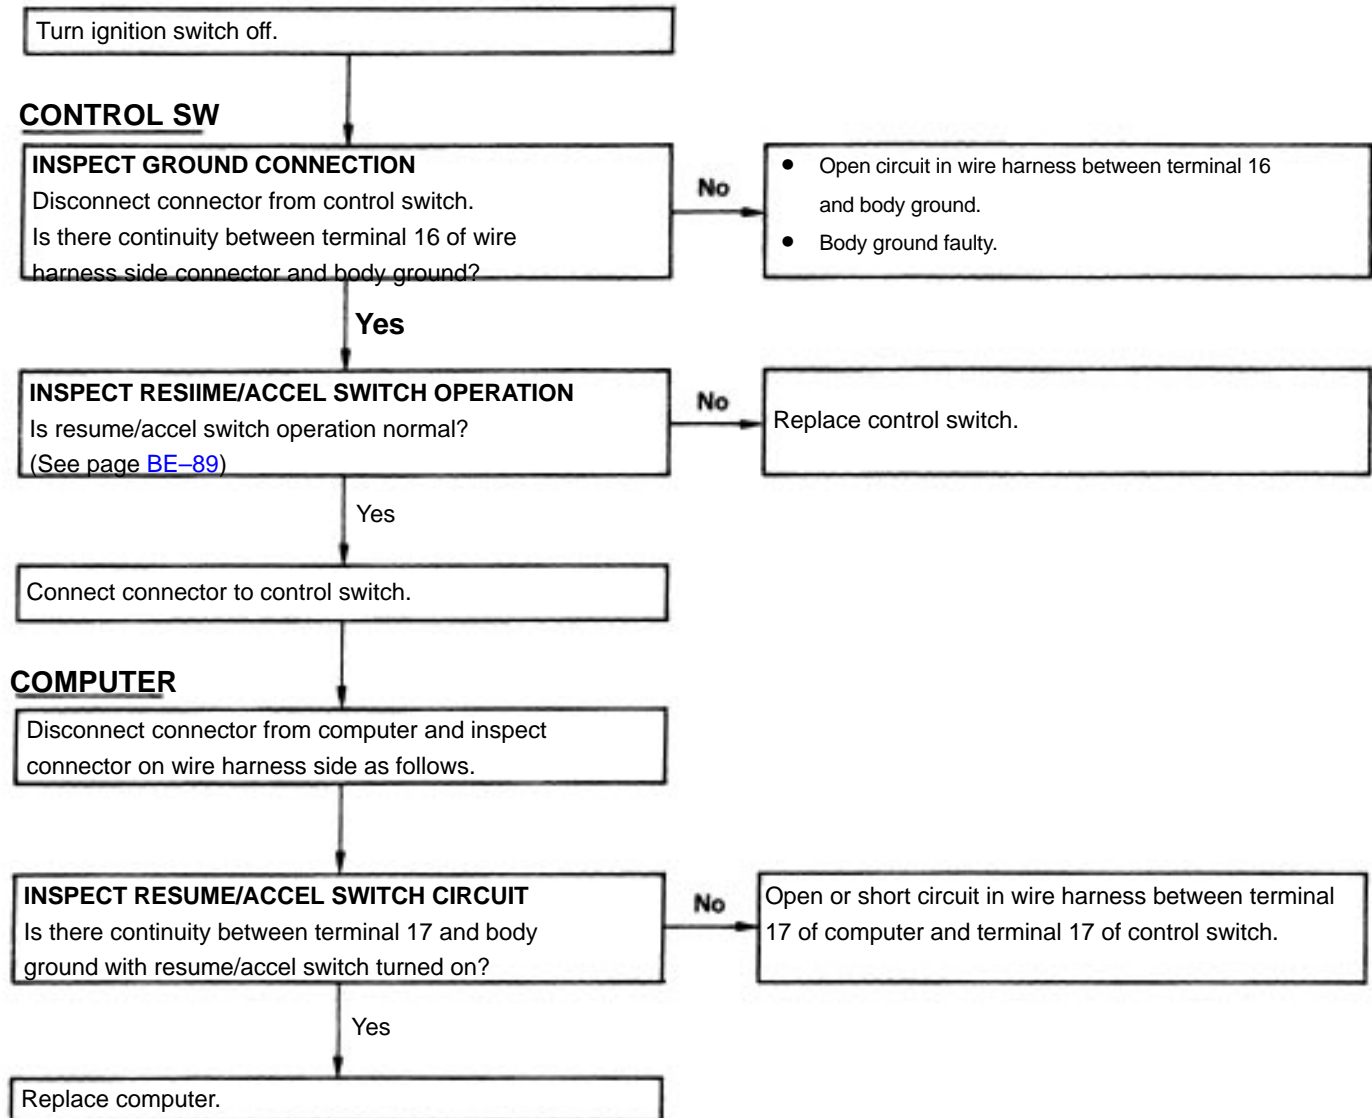 Turn ignition switch off.
CONTROL SW
INSPECT GROUND CONNECTION
Disconnect connector from control switch.
Is there continuity between terminal 16 of wire
harness side connector and body ground?
No
• Open circuit in wire harness between terminal 16
and body ground.
• Body ground faulty.
Yes
INSPECT RESIIME/ACCEL SWITCH OPERATION
Is resume/accel switch operation normal?
(See page BE–89)
No
Replace control switch.
Yes
Connect connector to control switch.
COMPUTER
Disconnect connector from computer and inspect
connector on wire harness side as follows.
INSPECT RESUME/ACCEL SWITCH CIRCUIT
Is there continuity between terminal 17 and body
ground with resume/accel switch turned on?
No
Open or short circuit in wire harness between terminal
17 of computer and terminal 17 of control switch.
Yes
Replace computer.